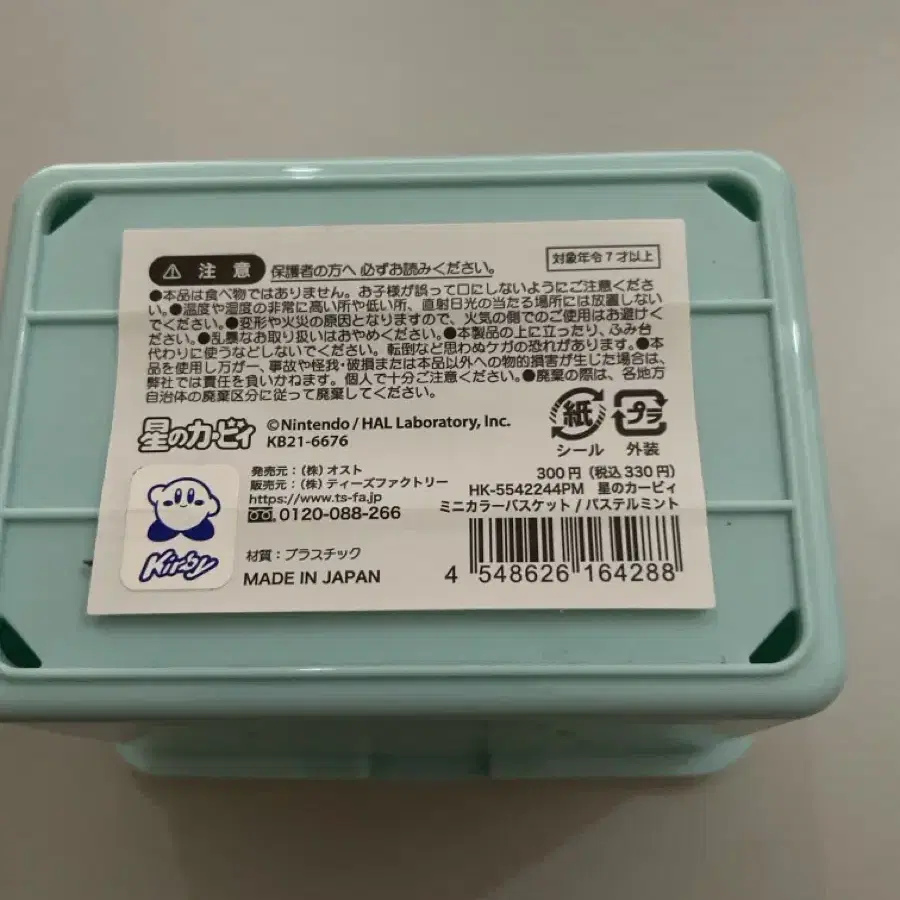 ⚠ 注意 保護者の方へ 必ずお読みください。
対象年令7才以上
●本品は食べ物ではありません。お子様が誤って口にしないようにご注意くださ
い。●温度や湿度の非常に高い所や低い所、直射日光の当たる場所には放置しない
でください。●変形や火災の原因となりますので、火気の側でのご使用はお避けく
ださい。●乱暴なお取り扱いはおやめください。●本製品の上に立ったり、ふみ台
代わりに使うなどしないでください。転倒など思わぬケガの恐れがあります。●本
品を使用し万が一、事故や怪我・破損または本品以外への物的損害が生じた場合は、
弊社では責任を負いかねます。個人で十分ご注意ください。●廃棄の際は、各地方
自治体の廃棄区分に従って廃棄してください。
星のカービィ
©Nintendo / HAL Laboratory, Inc.
KB21-6676
紙
シール
プラ
外装
Kirby
発売元：（株）オスト
販売元：（株）ティーズファクトリー
https://www.ts-fa.jp
0120-088-266
材質：プラスチック
MADE IN JAPAN
300円（税込330円）
HK-5542244PM 星のカービィ
ミニカラーバスケット / パステルミント
4 548626 164288